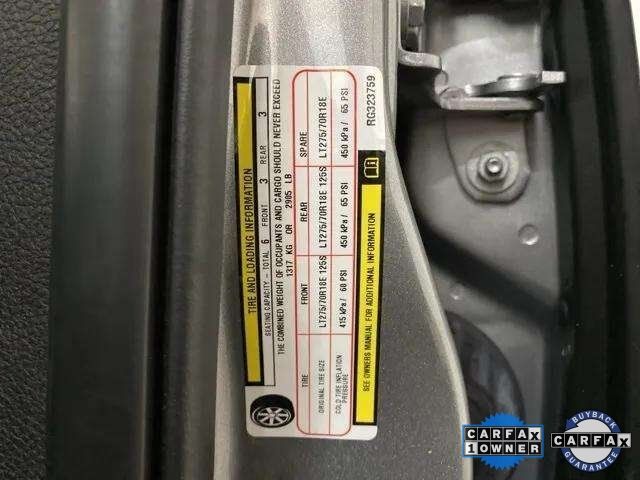 TIRE AND LOADING INFORMATION
SEATING CAPACITY - TOTAL 6 FRONT 3 REAR 3
THE COMBINED WEIGHT OF OCCUPANTS AND CARGO SHOULD NEVER EXCEED
1317 KG OR 2905 LB
TIRE FRONT REAR SPARE
ORIGINAL TIRE SIZE LT275/70R18E 125S LT275/70R18E 125S LT275/70R18E
COLD TIRE INFLATION PRESSURE 415 kPa / 60 PSI 450 kPa / 65 PSI 450 kPa / 65 PSI
SEE OWNERS MANUAL FOR ADDITIONAL INFORMATION
RG323759
CARFAX
1 OWNER
BUYBACK
CARFAX
GUARANTEE